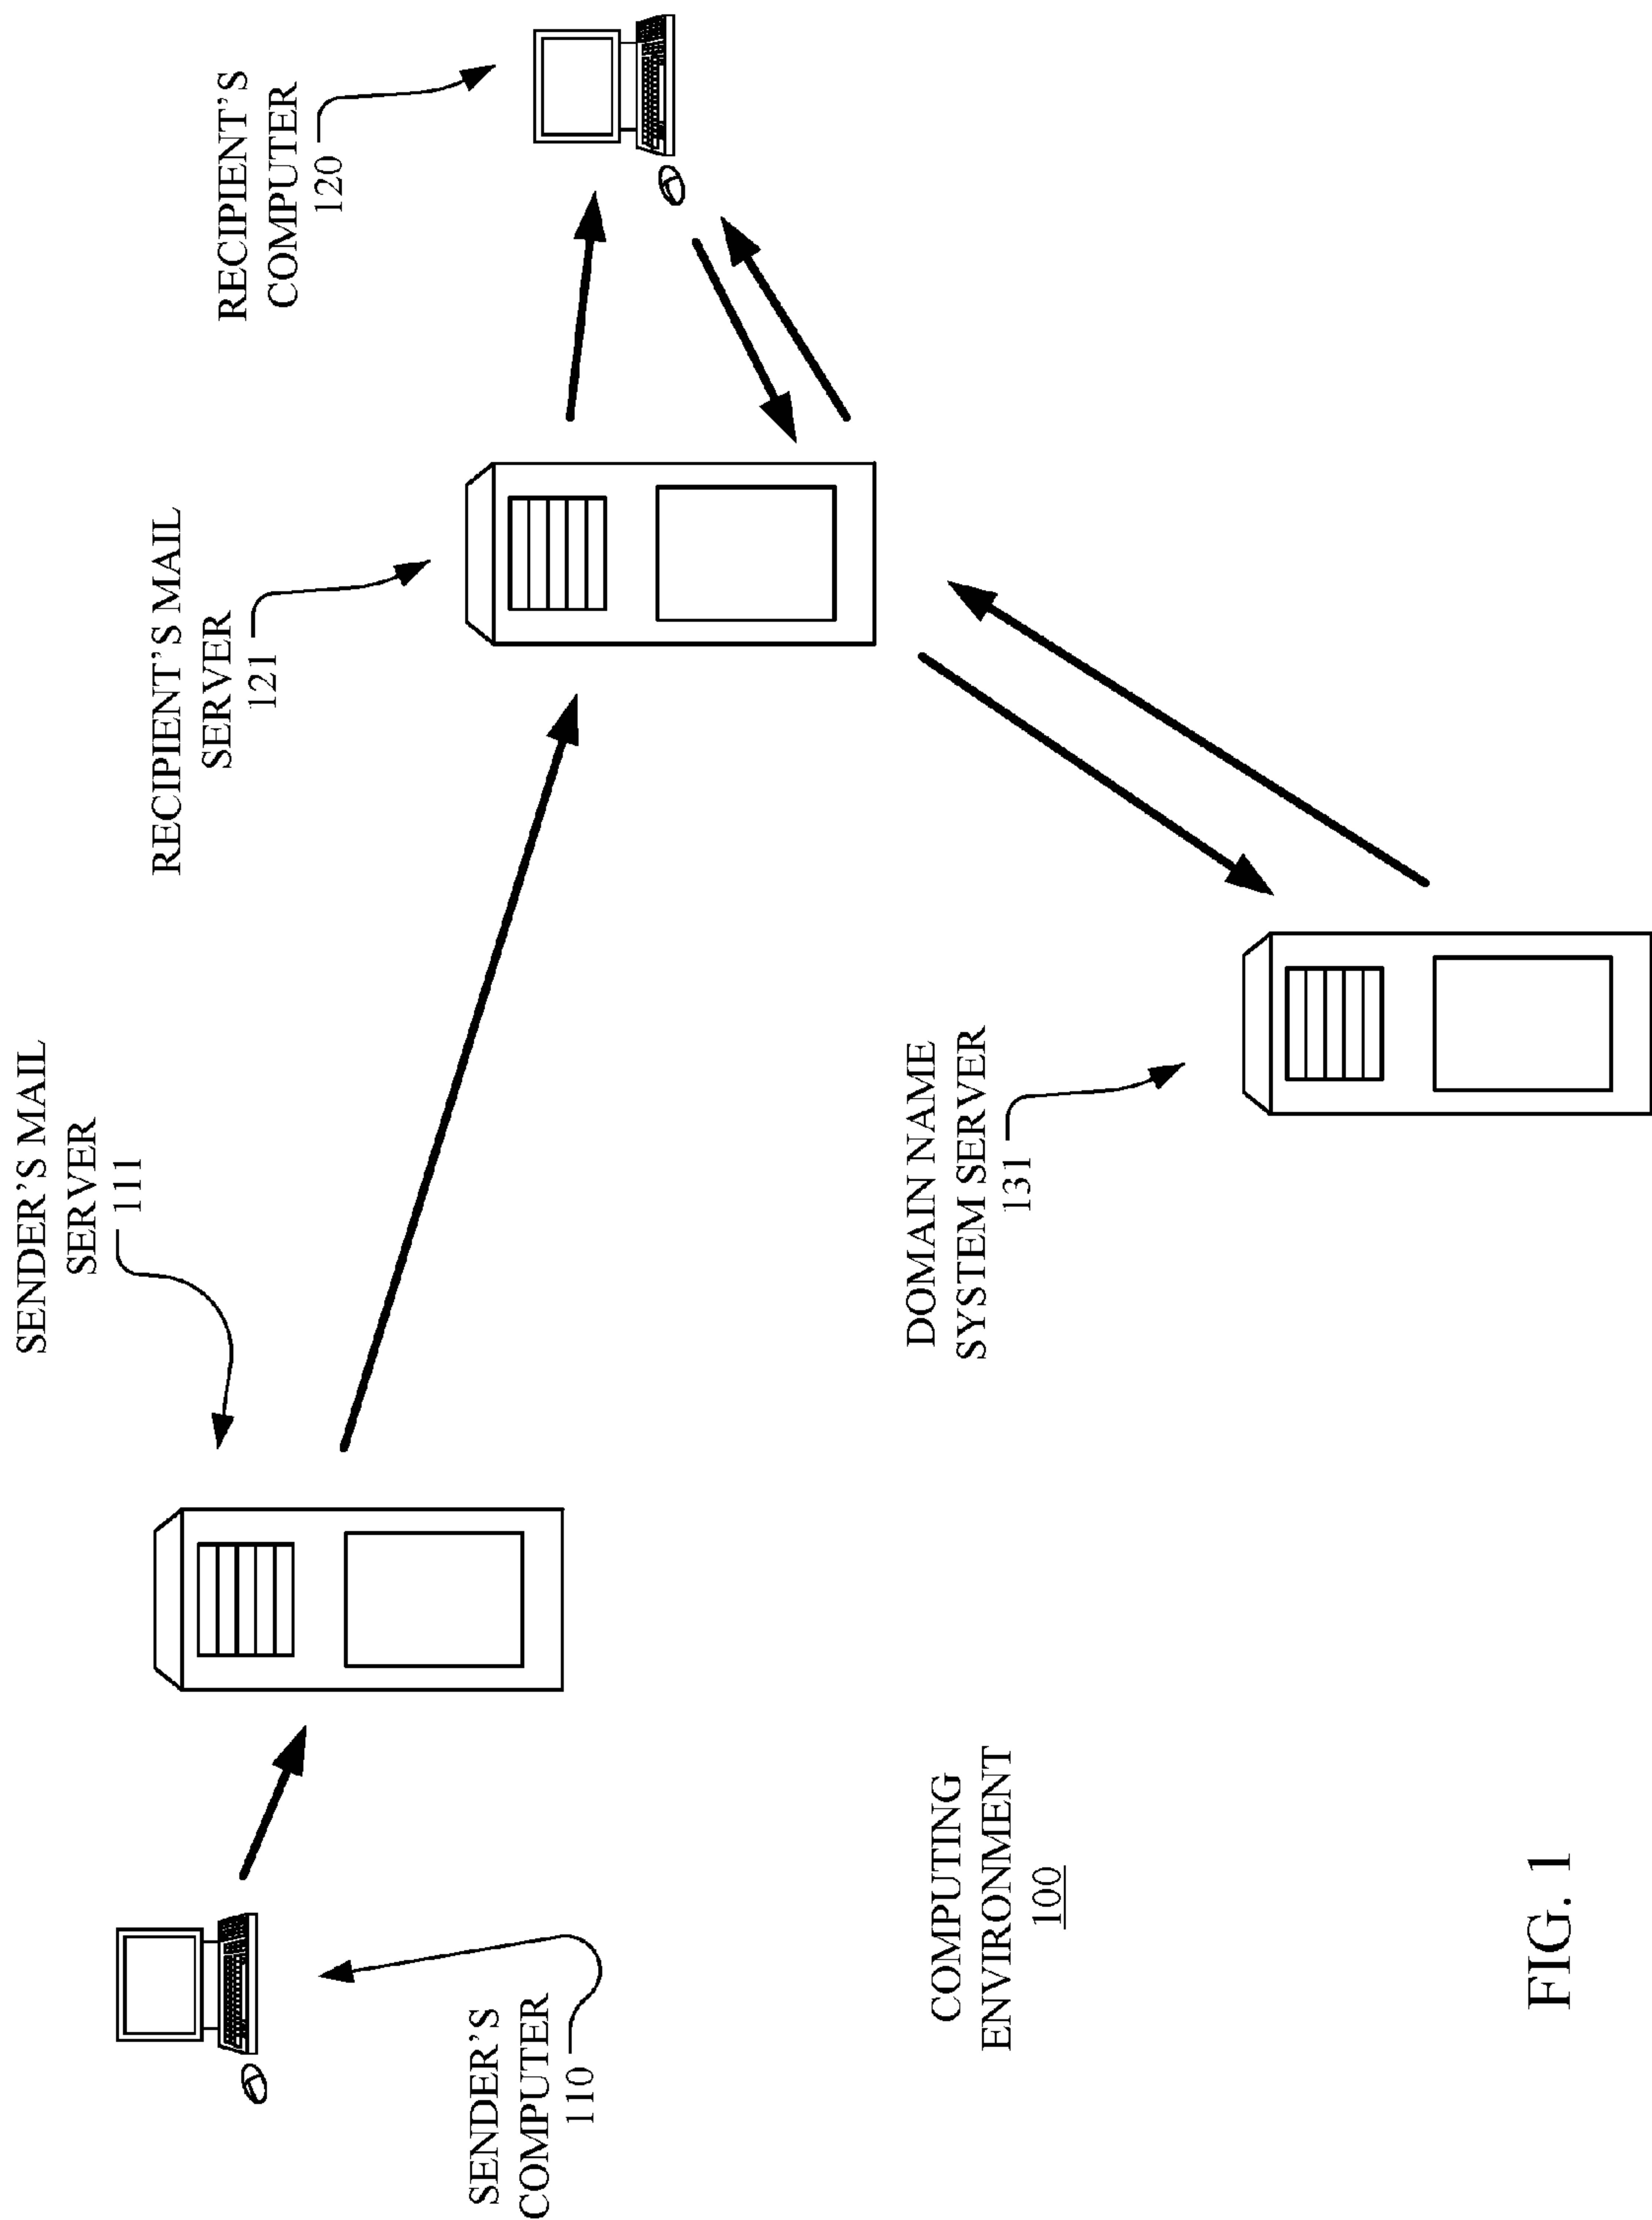 SENDER'S MAIL
SERVER
111
RECIPIENT'S MAIL
SERVER
121
RECIPIENT'S
COMPUTER
120
SENDER'S
COMPUTER
110
DOMAIN NAME
SYSTEM SERVER
131
COMPUTING
ENVIRONMENT
100
FIG. 1